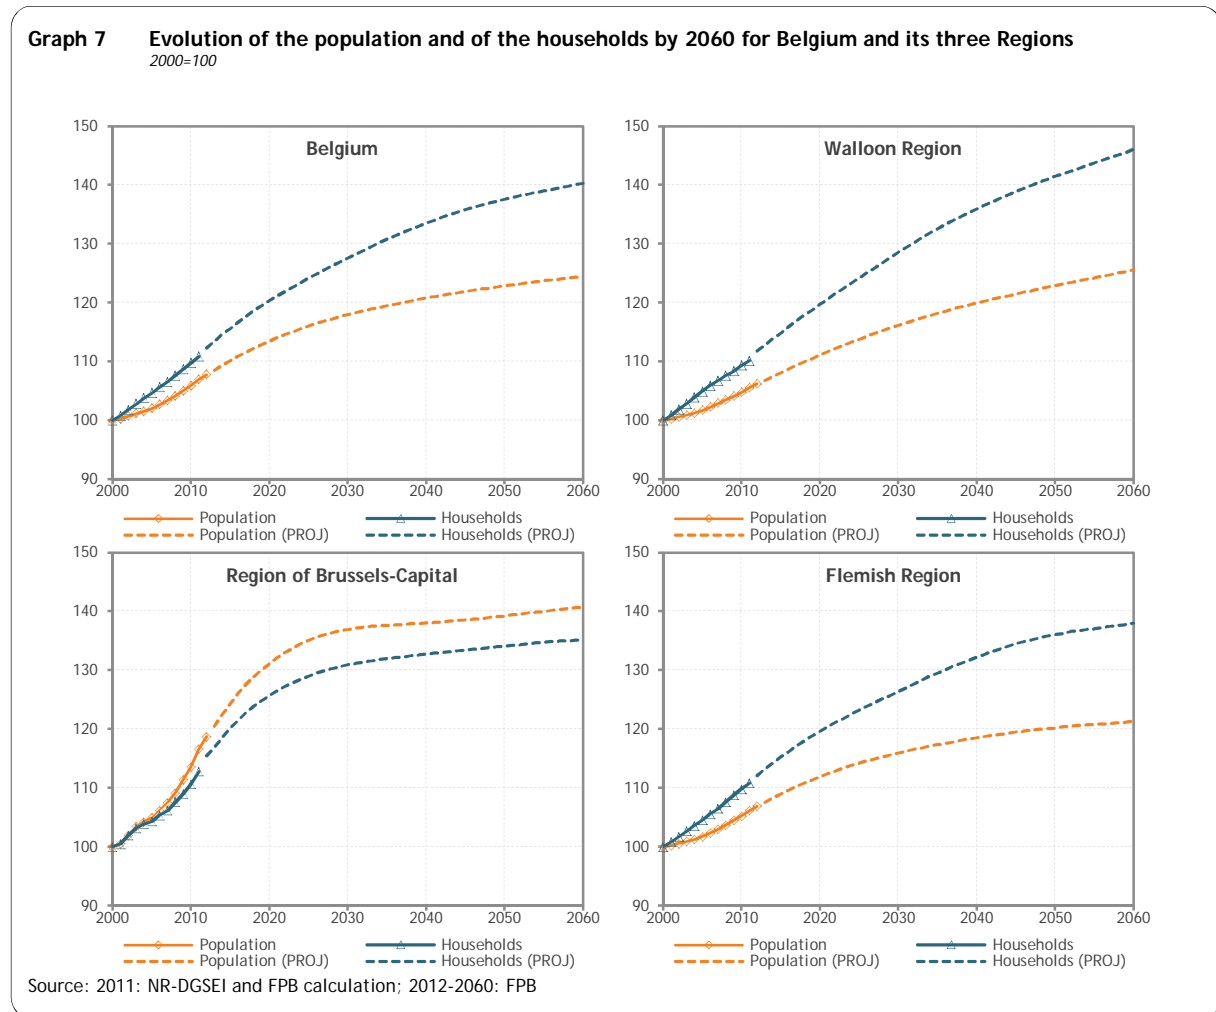 Graph 7 Evolution of the population and of the households by 2060 for Belgium and its three Regions
2000=100
Belgium
150
140
130
120
110
100
90
2000 2010 2020 2030 2040 2050 2060
Population Households
Population (PROJ) Households (PROJ)
Walloon Region
150
140
130
120
110
100
90
2000 2010 2020 2030 2040 2050 2060
Population Households
Population (PROJ) Households (PROJ)
Region of Brussels-Capital
150
140
130
120
110
100
90
2000 2010 2020 2030 2040 2050 2060
Population Households
Population (PROJ) Households (PROJ)
Flemish Region
150
140
130
120
110
100
90
2000 2010 2020 2030 2040 2050 2060
Population Households
Population (PROJ) Households (PROJ)
Source: 2011: NR-DGSEI and FPB calculation; 2012-2060: FPB